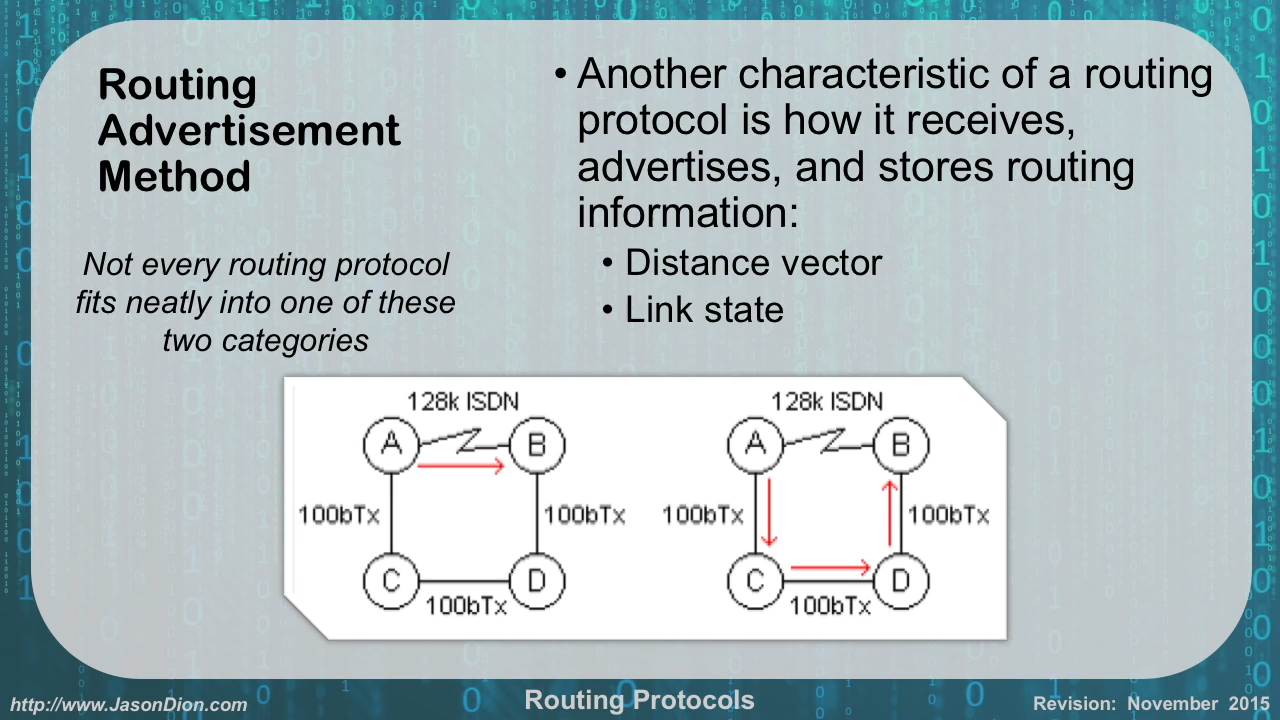 Routing
Advertisement
Method
Not every routing protocol
fits neatly into one of these
two categories
• Another characteristic of a routing
protocol is how it receives,
advertises, and stores routing
information:
• Distance vector
• Link state
128k ISDN
A
B
100bTx
100bTx
C
D
100bTx
128k ISDN
A
B
100bTx
100bTx
C
D
100bTx
http://www.JasonDion.com
Routing Protocols
Revision: November 2015